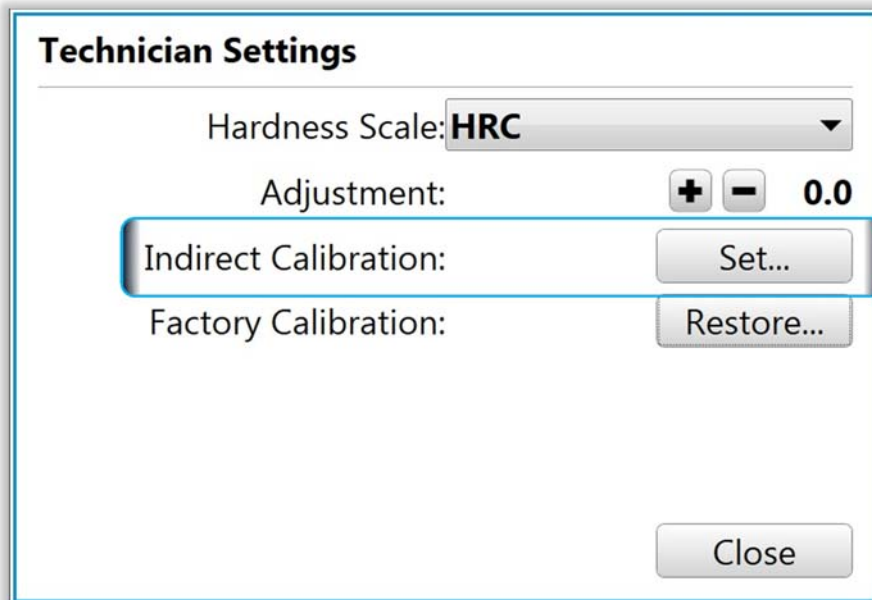 Technician Settings
Hardness Scale: HRC
Adjustment: + - 0.0
Indirect Calibration: Set...
Factory Calibration: Restore...
Close